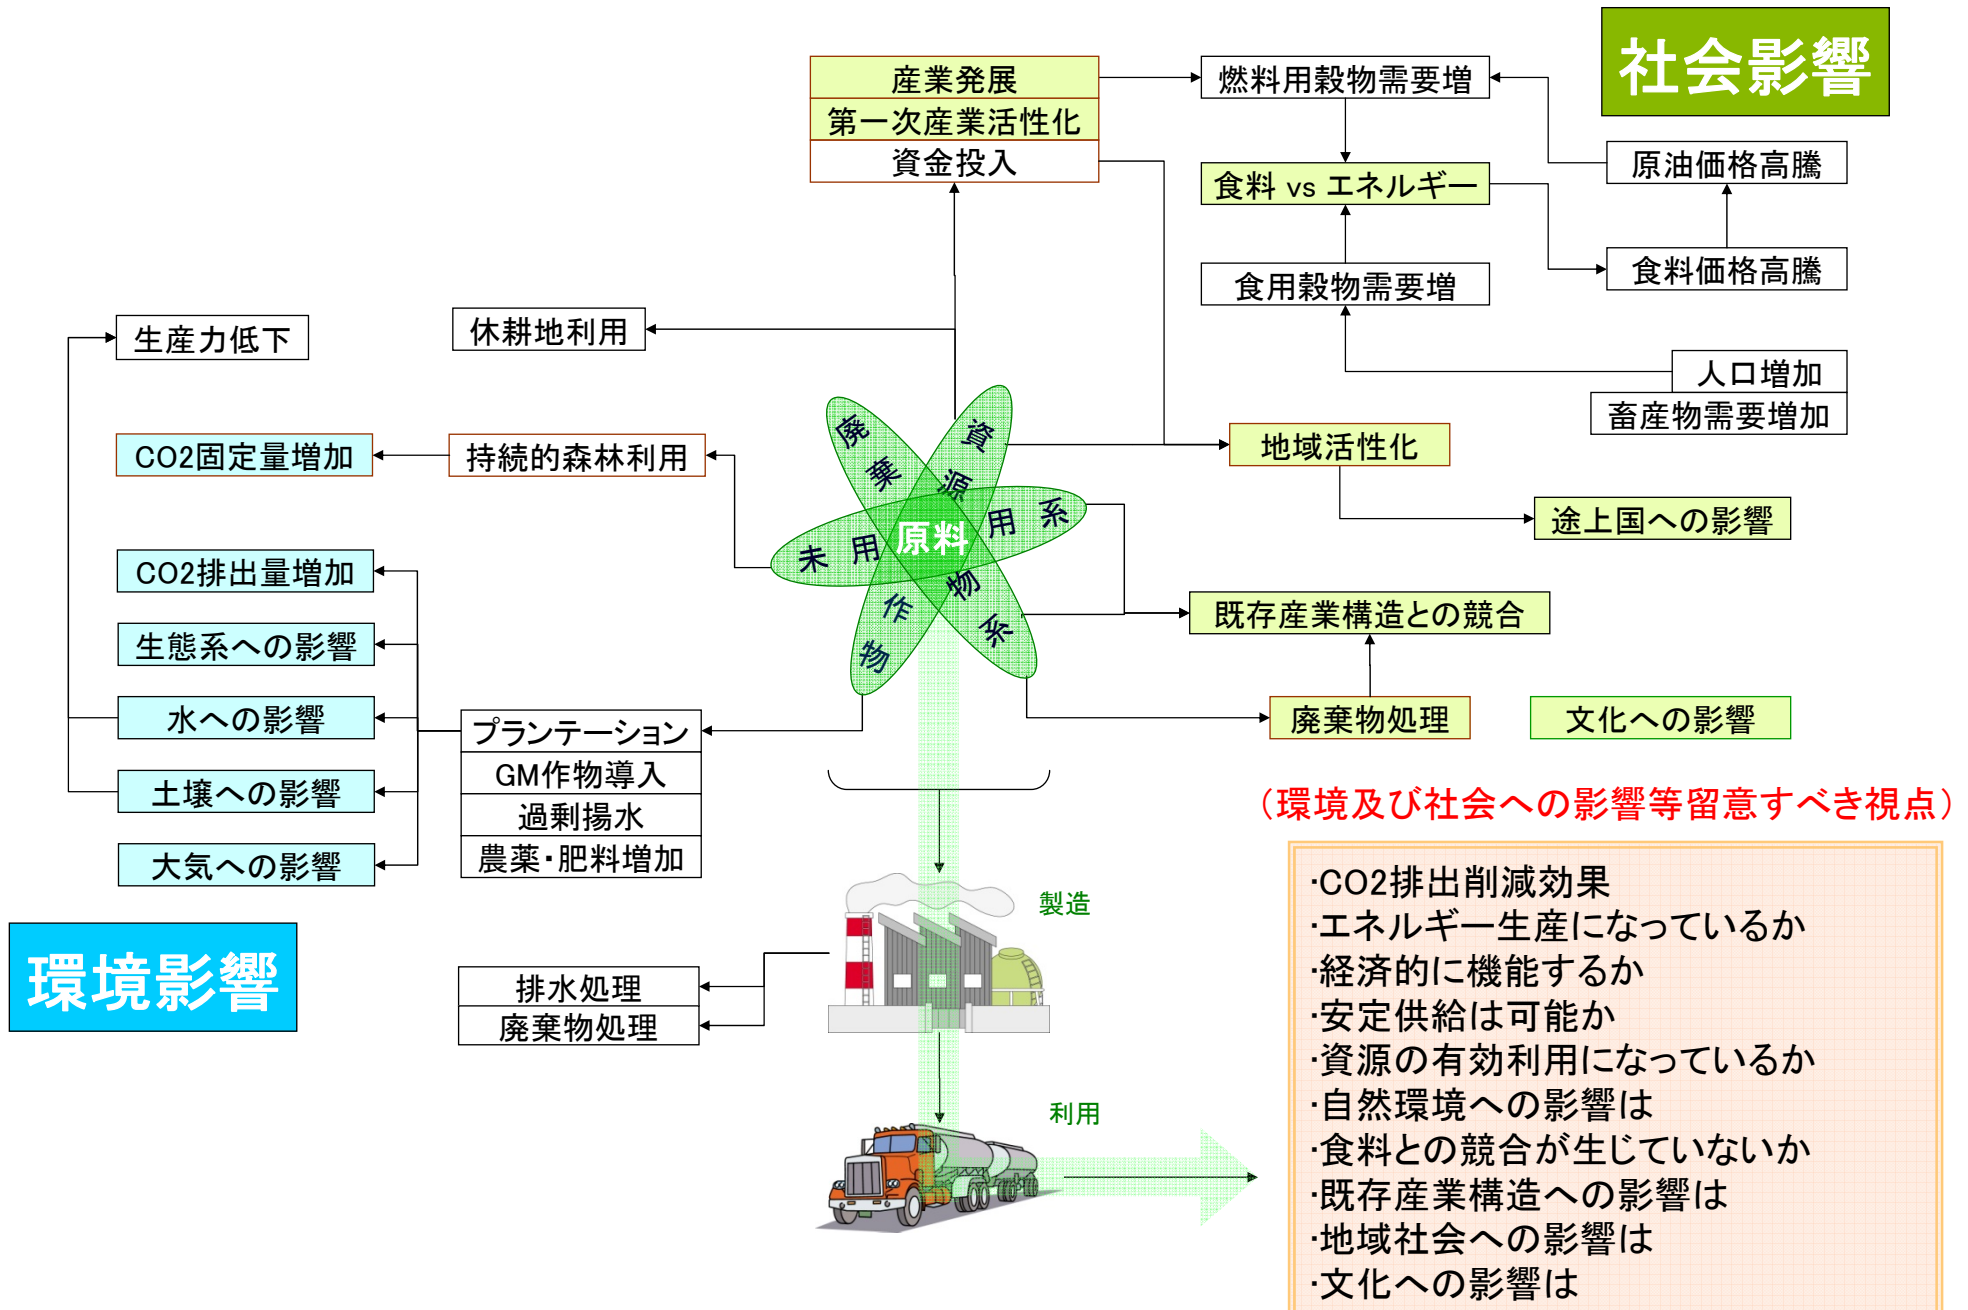 社会影響
産業発展
第一次産業活性化
資金投入
燃料用穀物需要増
食料 vs エネルギー
食用穀物需要増
原油価格高騰
食料価格高騰
人口増加
畜産物需要増加
生産力低下
休耕地利用
CO2固定量増加
持続的森林利用
地域活性化
途上国への影響
廃棄物系
資源作物
未用用系
原料
CO2排出量増加
生態系への影響
水への影響
土壌への影響
大気への影響
プランテーション
GM作物導入
過剰揚水
農薬・肥料増加
既存産業構造との競合
廃棄物処理
文化への影響
環境影響
排水処理
廃棄物処理
製造
利用
（環境及び社会への影響等留意すべき視点）
・CO2排出削減効果
・エネルギー生産になっているか
・経済的に機能するか
・安定供給は可能か
・資源の有効利用になっているか
・自然環境への影響は
・食料との競合が生じていないか
・既存産業構造への影響は
・地域社会への影響は
・文化への影響は